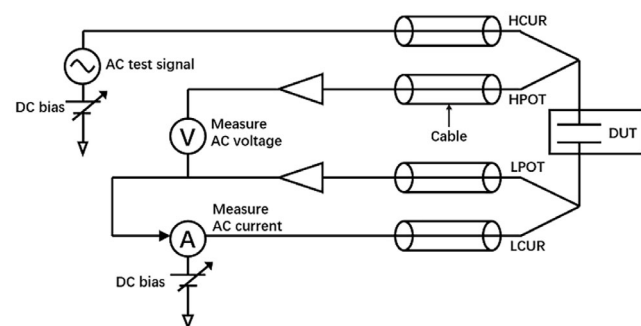 HCUR
AC test signal
DC bias
HPOT
Cable
Measure
AC voltage
V
DUT
LPOT
Measure
AC current
A
LCUR
DC bias